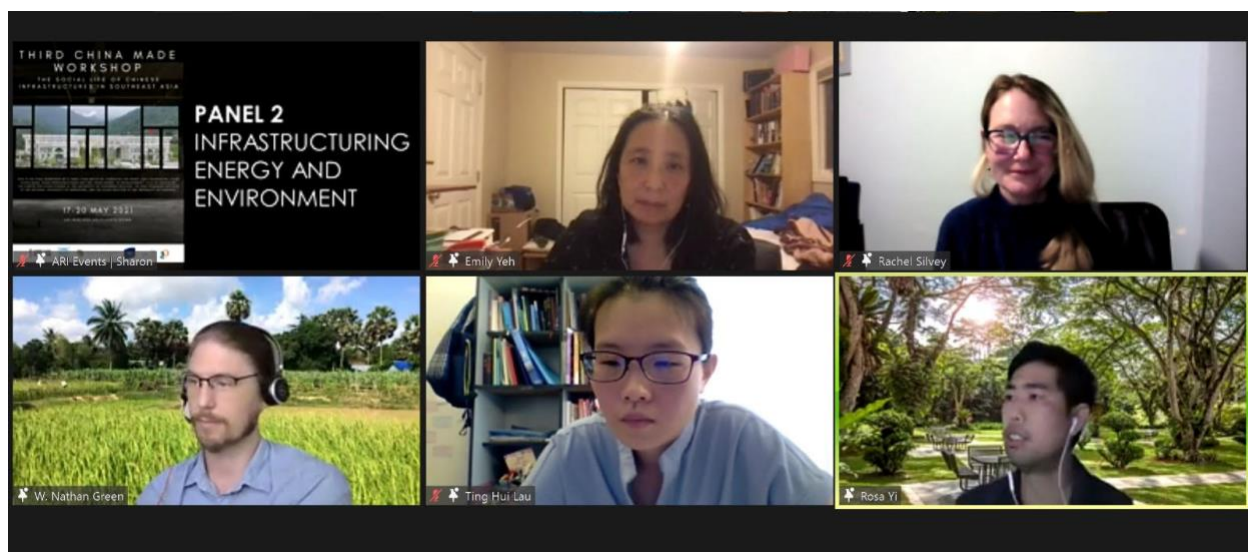 THIRD CHINA MADE
WORKSHOP
THE SOCIAL LIFE OF CHINESE
INFRASTRUCTURES IN SOUTHEAST ASIA
17-20 MAY 2021
PANEL 2
INFRASTRUCTURING
ENERGY AND
ENVIRONMENT
ARI Events | Sharon
Emily Yeh
Rachel Silvey
W. Nathan Green
Ting Hui Lau
Rosa Yi